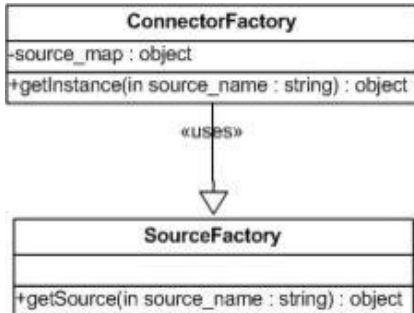 ConnectorFactory
-source_map : object
+getInstance(in source_name : string) : object
«uses»
SourceFactory
+getSource(in source_name : string) : object